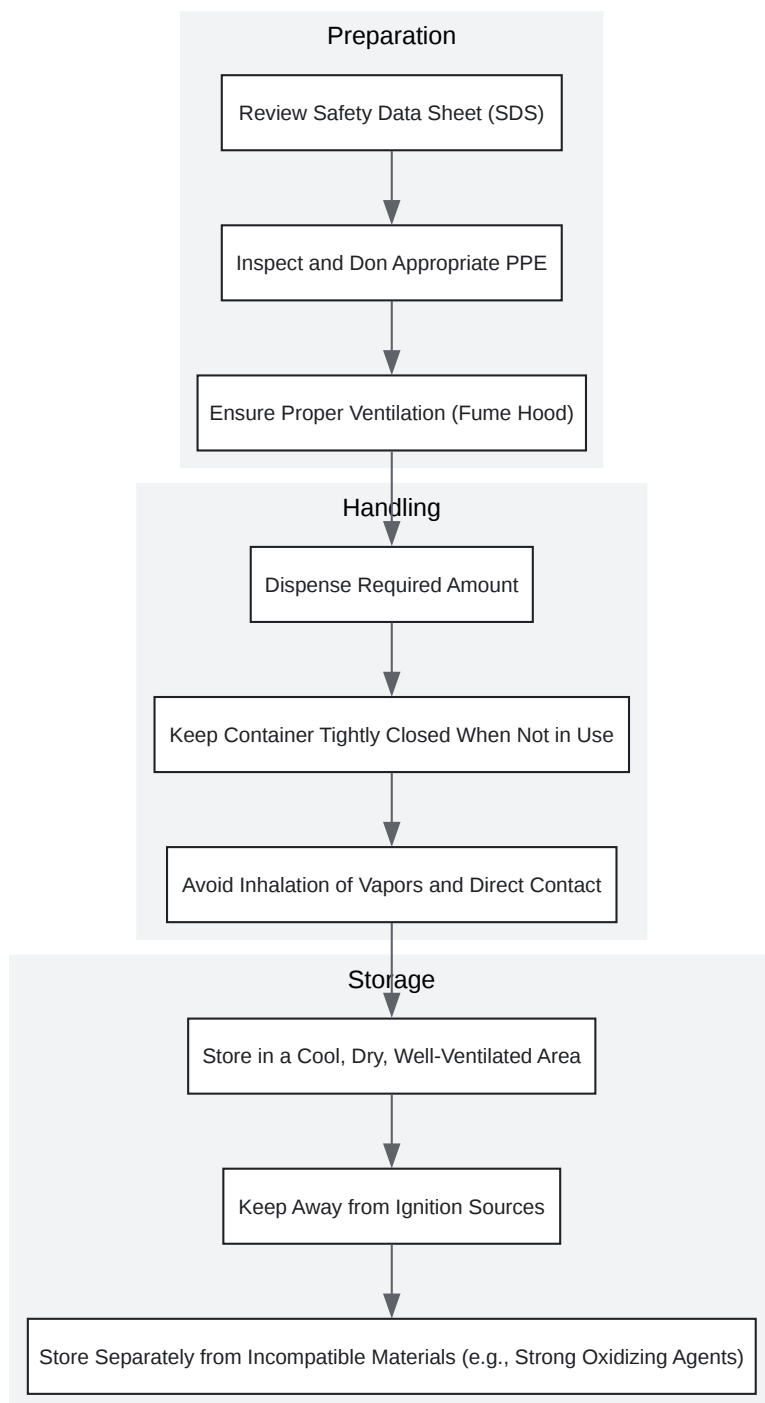 Preparation
Review Safety Data Sheet (SDS)
Inspect and Don Appropriate PPE
Ensure Proper Ventilation (Fume Hood)
Handling
Dispense Required Amount
Keep Container Tightly Closed When Not in Use
Avoid Inhalation of Vapors and Direct Contact
Storage
Store in a Cool, Dry, Well-Ventilated Area
Keep Away from Ignition Sources
Store Separately from Incompatible Materials (e.g., Strong Oxidizing Agents)